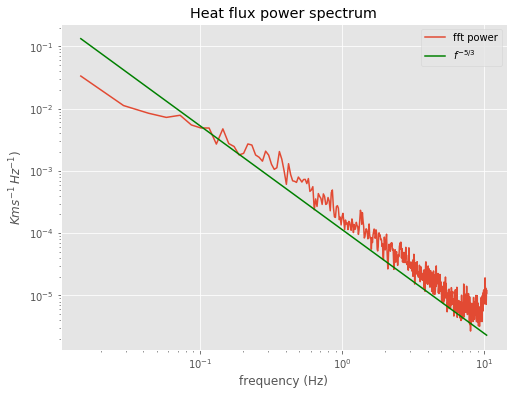 Heat flux power spectrum
fft power
f^{-5/3}
Kms^{-1} Hz^{-1})
10^{-1}
10^{-2}
10^{-3}
10^{-4}
10^{-5}
10^{-1}
10^{0}
10^{1}
frequency (Hz)